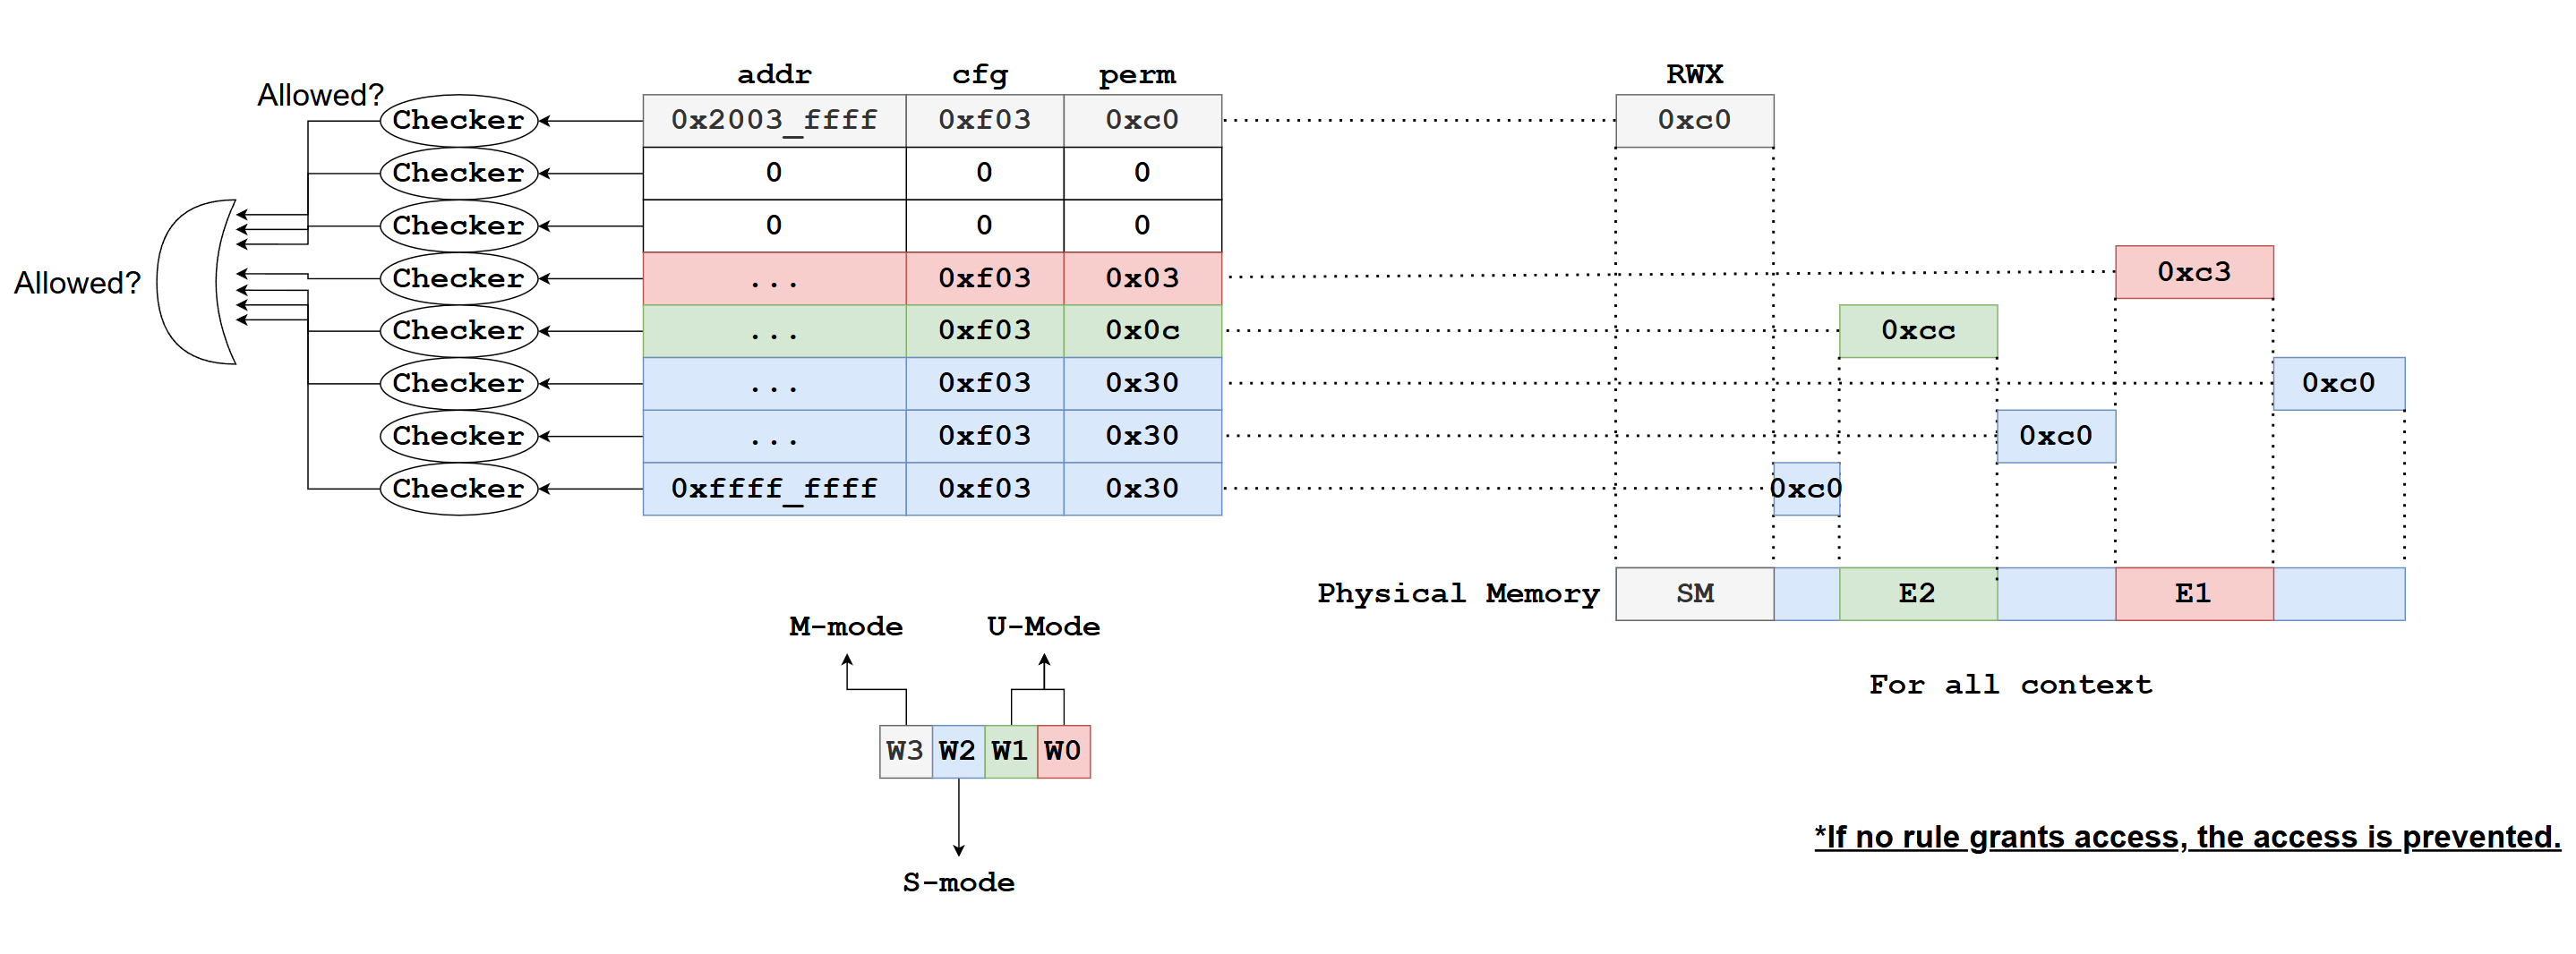 addr cfg perm RWX
Allowed?
Checker 0x2003_ffff 0xf03 0xc0 0xc0
Checker 0 0 0
Checker 0 0 0
Allowed?
Checker ... 0xf03 0x03 0xc3
Checker ... 0xf03 0x0c 0xcc
Checker ... 0xf03 0x30 0xc0
Checker ... 0xf03 0x30 0xc0
Checker 0xffff_ffff 0xf03 0x30 0xc0
Physical Memory SM E2 E1
M-mode U-Mode
For all context
W3 W2 W1 W0
*If no rule grants access, the access is prevented.
S-mode